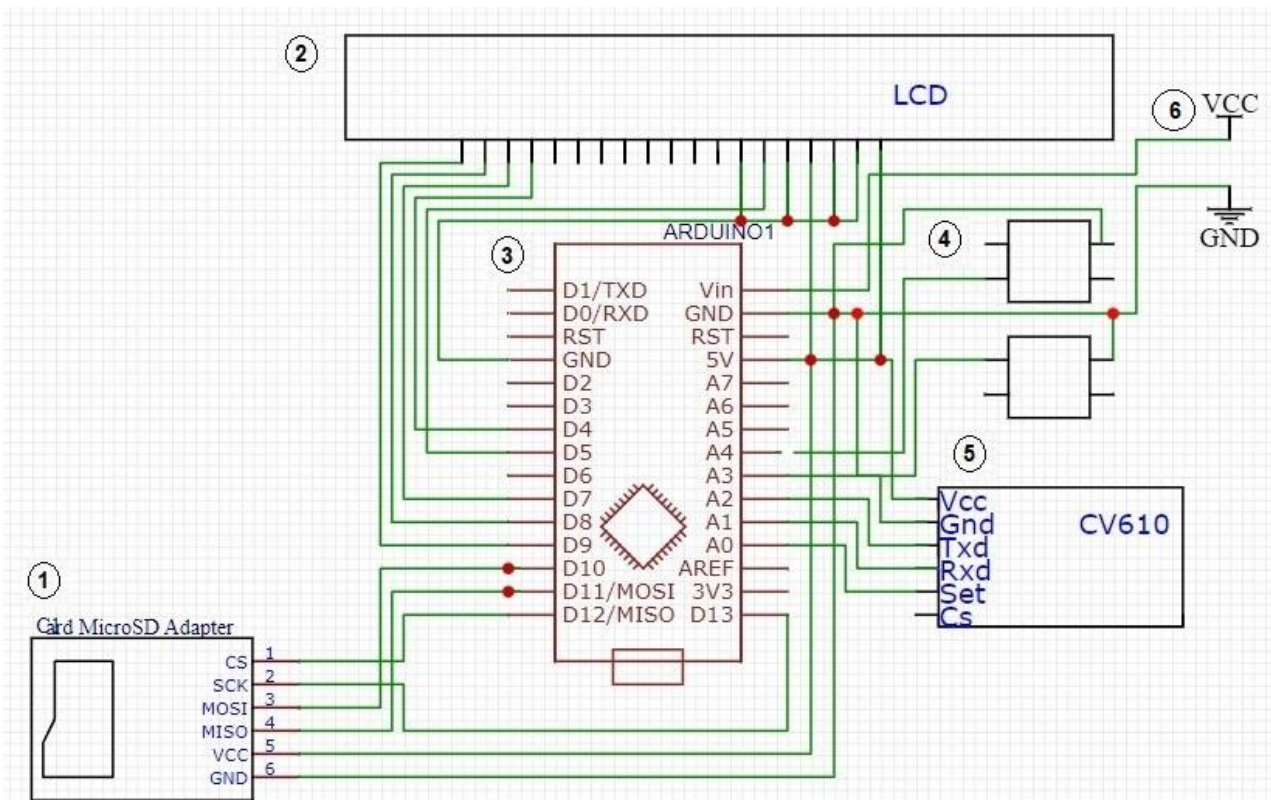 2
LCD
6
VCC
GND
4
3
ARDUINO1
D1/TXD
D0/RXD
RST
GND
D2
D3
D4
D5
D6
D7
D8
D9
D10
D11/MOSI
D12/MISO
Vin
GND
RST
5V
A7
A6
A5
A4
A3
A2
A1
A0
AREF
3V3
D13
5
CV610
Vcc
Gnd
Txd
Rxd
Set
Cs
1
Card MicroSD Adapter
CS 1
SCK 2
MOSI 3
MISO 4
VCC 5
GND 6